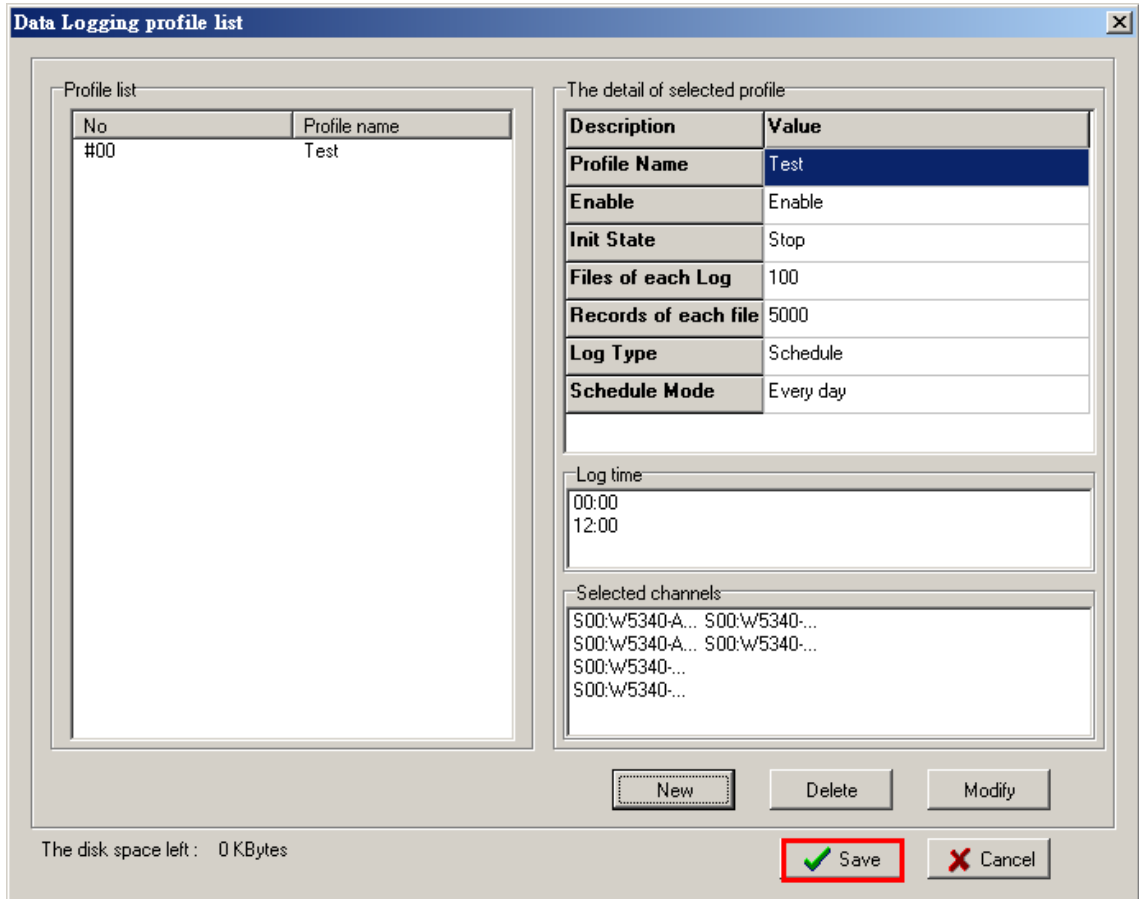 Data Logging profile list
Profile list
No Profile name
#00 Test
The detail of selected profile
Description Value
Profile Name Test
Enable Enable
Init State Stop
Files of each Log 100
Records of each file 5000
Log Type Schedule
Schedule Mode Every day
Log time
00:00
12:00
Selected channels
S00:W5340-A... S00:W5340-...
S00:W5340-A... S00:W5340-...
S00:W5340-...
S00:W5340-...
New Delete Modify
The disk space left : 0 KBytes
Save Cancel